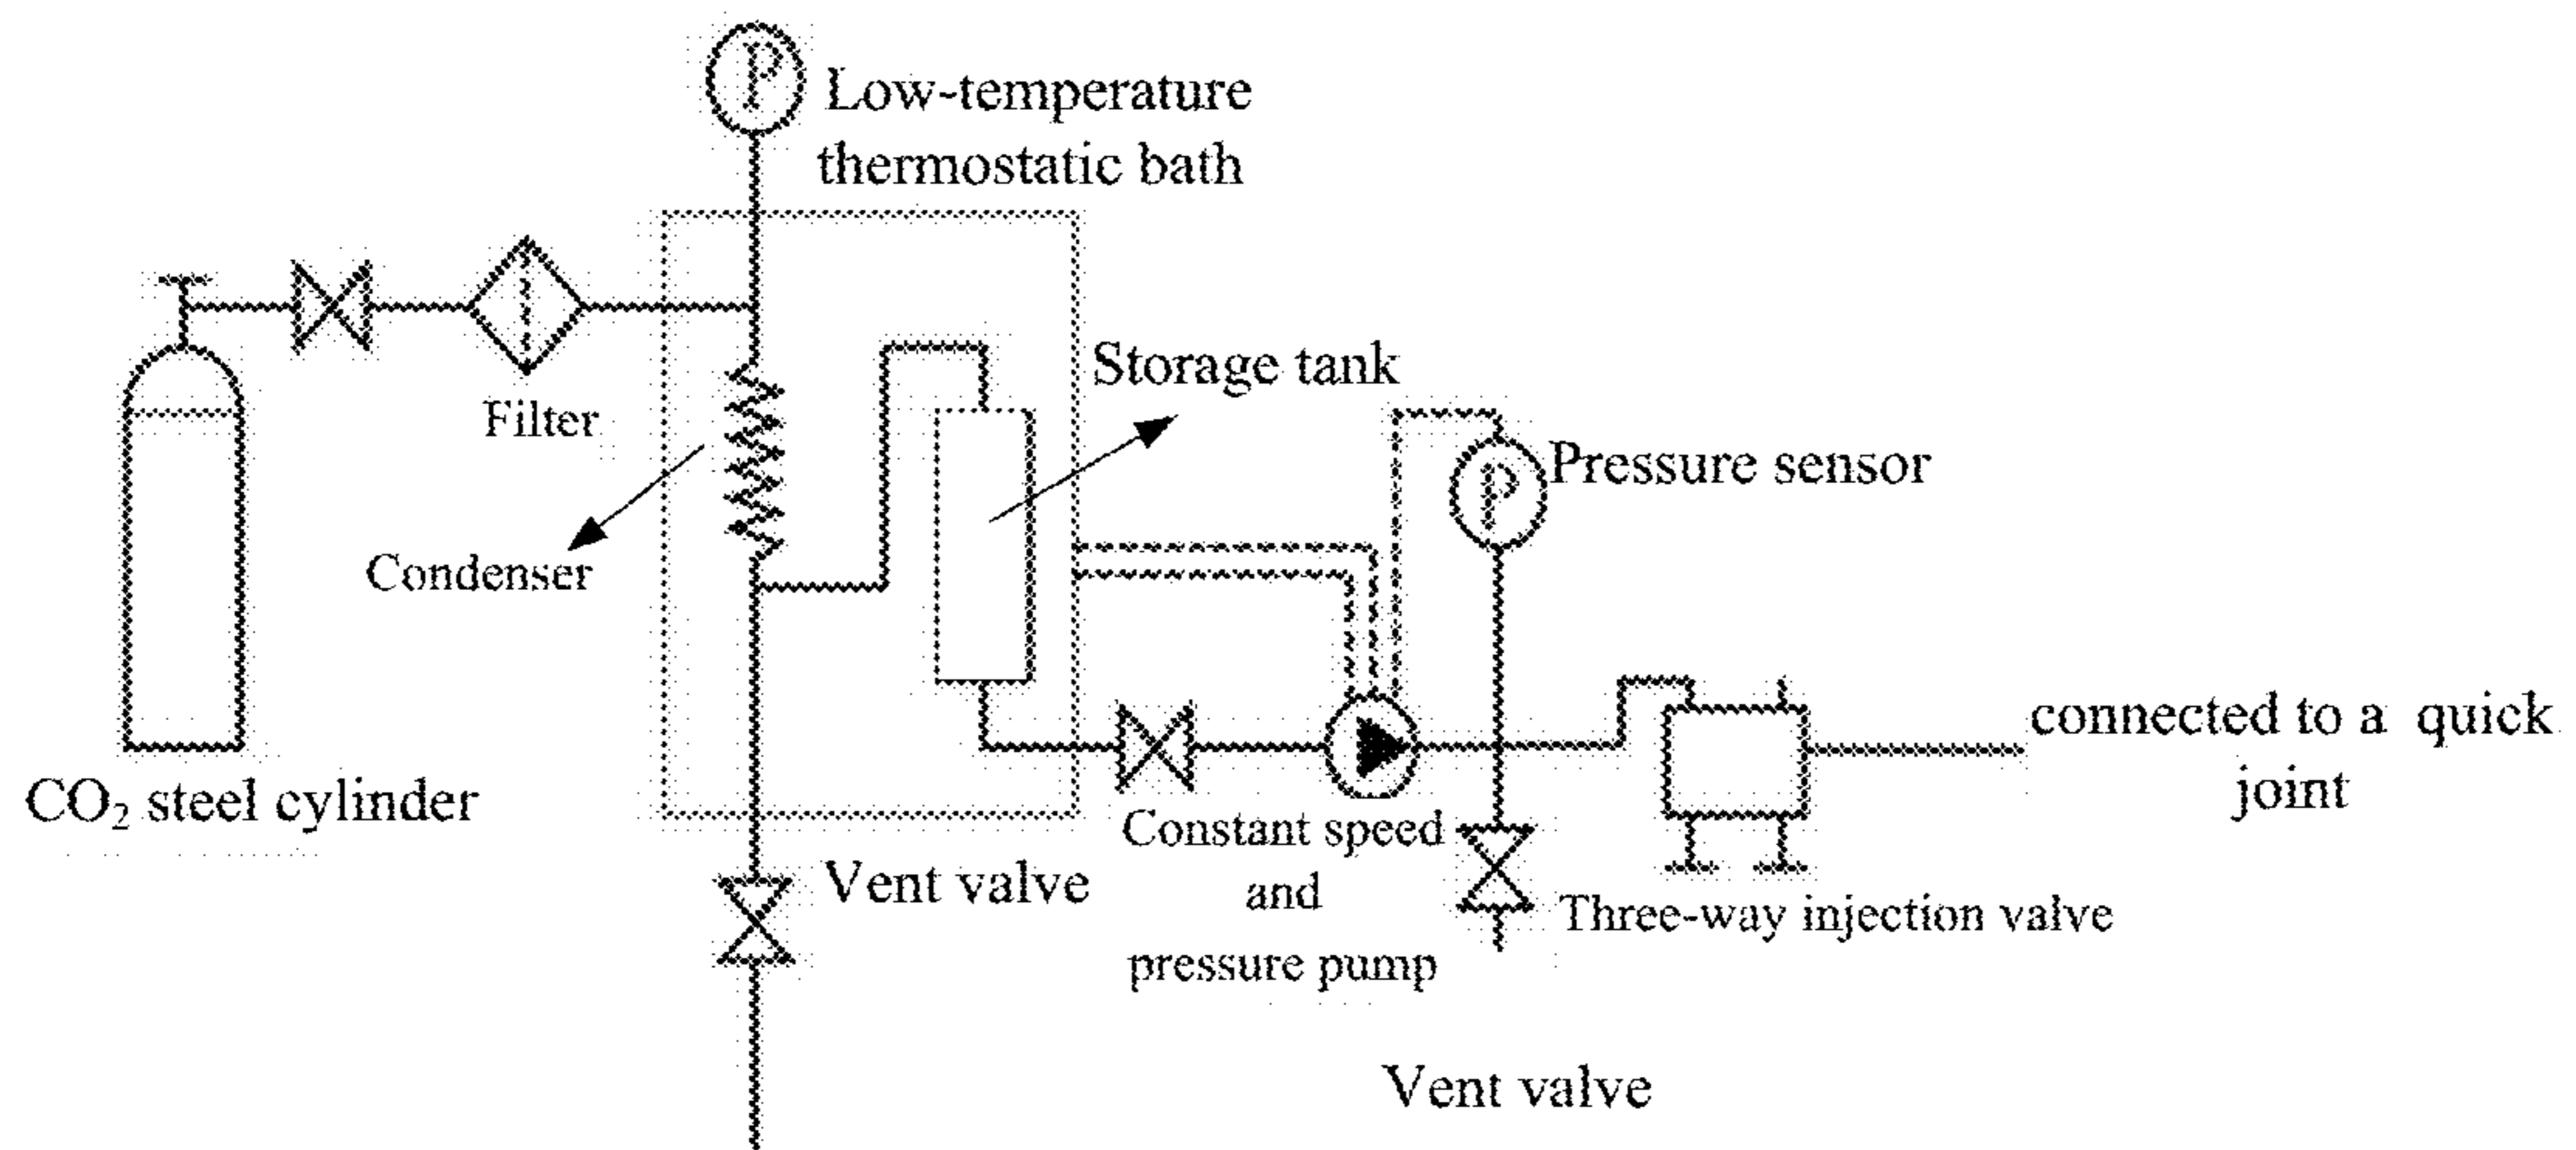 P
Low-temperature
thermostatic bath
Storage tank
Filter
Pressure sensor
P
Condenser
connected to a quick
joint
CO₂ steel cylinder
Constant speed
and
pressure pump
Vent valve
Three-way injection valve
Vent valve